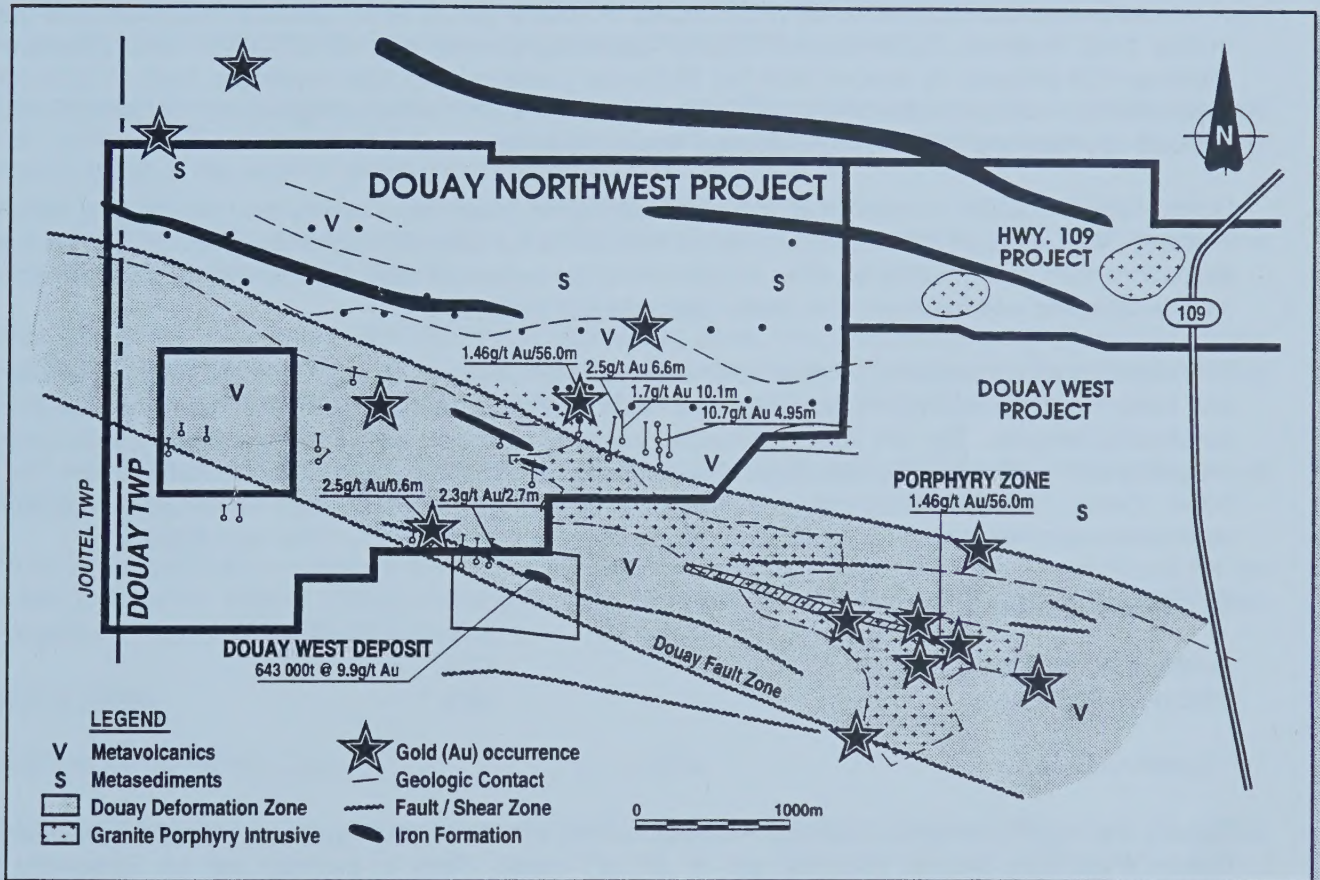 N
S
DOUAY NORTHWEST PROJECT
V
HWY. 109
PROJECT
S
S
109
V
1.46g/t Au/56.0m
2.5g/t Au 6.6m
1.7g/t Au 10.1m
10.7g/t Au 4.95m
DOUAY WEST
PROJECT
V
V
JOUTEL TWP
DOUAY TWP
2.5g/t Au/0.6m
2.3g/t Au/2.7m
PORPHYRY ZONE
1.46g/t Au/56.0m
S
V
DOUAY WEST DEPOSIT
643 000t @ 9.9g/t Au
Douay Fault Zone
V
LEGEND
V Metavolcanics
S Metasediments
Douay Deformation Zone
Granite Porphyry Intrusive
Gold (Au) occurrence
Geologic Contact
Fault / Shear Zone
Iron Formation
0 1000m